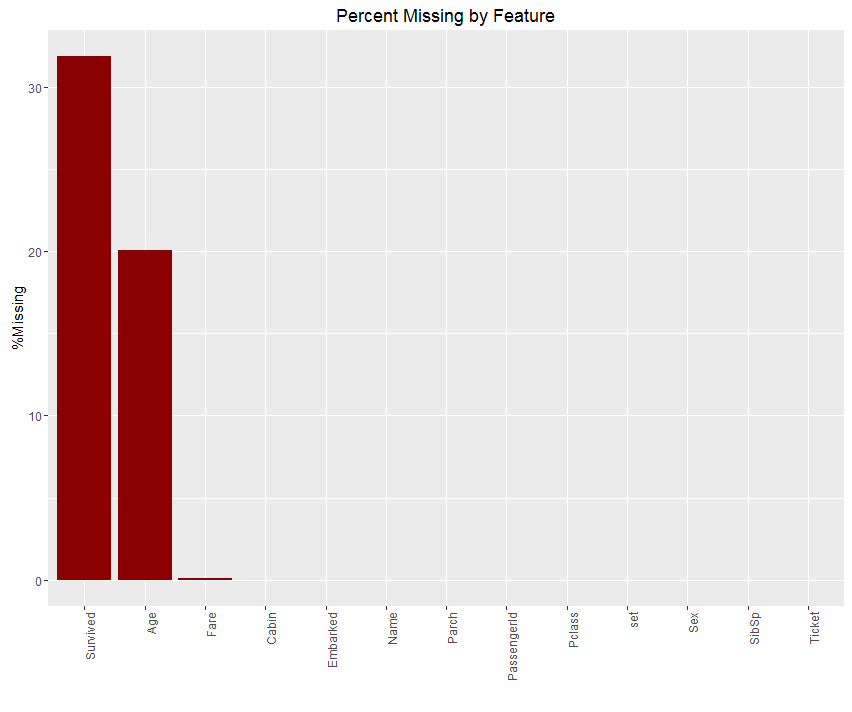 Percent Missing by Feature
%Missing
30
20
10
0
Survived
Age
Fare
Cabin
Embarked
Name
Parch
PassengerId
Pclass
set
Sex
SibSp
Ticket